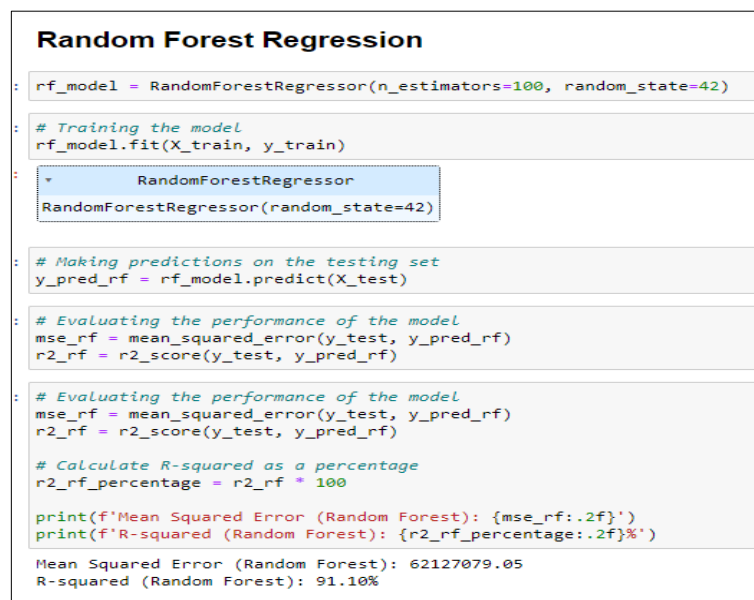 Random Forest Regression
: rf_model = RandomForestRegressor(n_estimators=100, random_state=42)
: # Training the model
rf_model.fit(X_train, y_train)
: ▾ RandomForestRegressor
RandomForestRegressor(random_state=42)
: # Making predictions on the testing set
y_pred_rf = rf_model.predict(X_test)
: # Evaluating the performance of the model
mse_rf = mean_squared_error(y_test, y_pred_rf)
r2_rf = r2_score(y_test, y_pred_rf)
: # Evaluating the performance of the model
mse_rf = mean_squared_error(y_test, y_pred_rf)
r2_rf = r2_score(y_test, y_pred_rf)
# Calculate R-squared as a percentage
r2_rf_percentage = r2_rf * 100
print(f'Mean Squared Error (Random Forest): {mse_rf:.2f}')
print(f'R-squared (Random Forest): {r2_rf_percentage:.2f}%')
Mean Squared Error (Random Forest): 62127079.05
R-squared (Random Forest): 91.10%